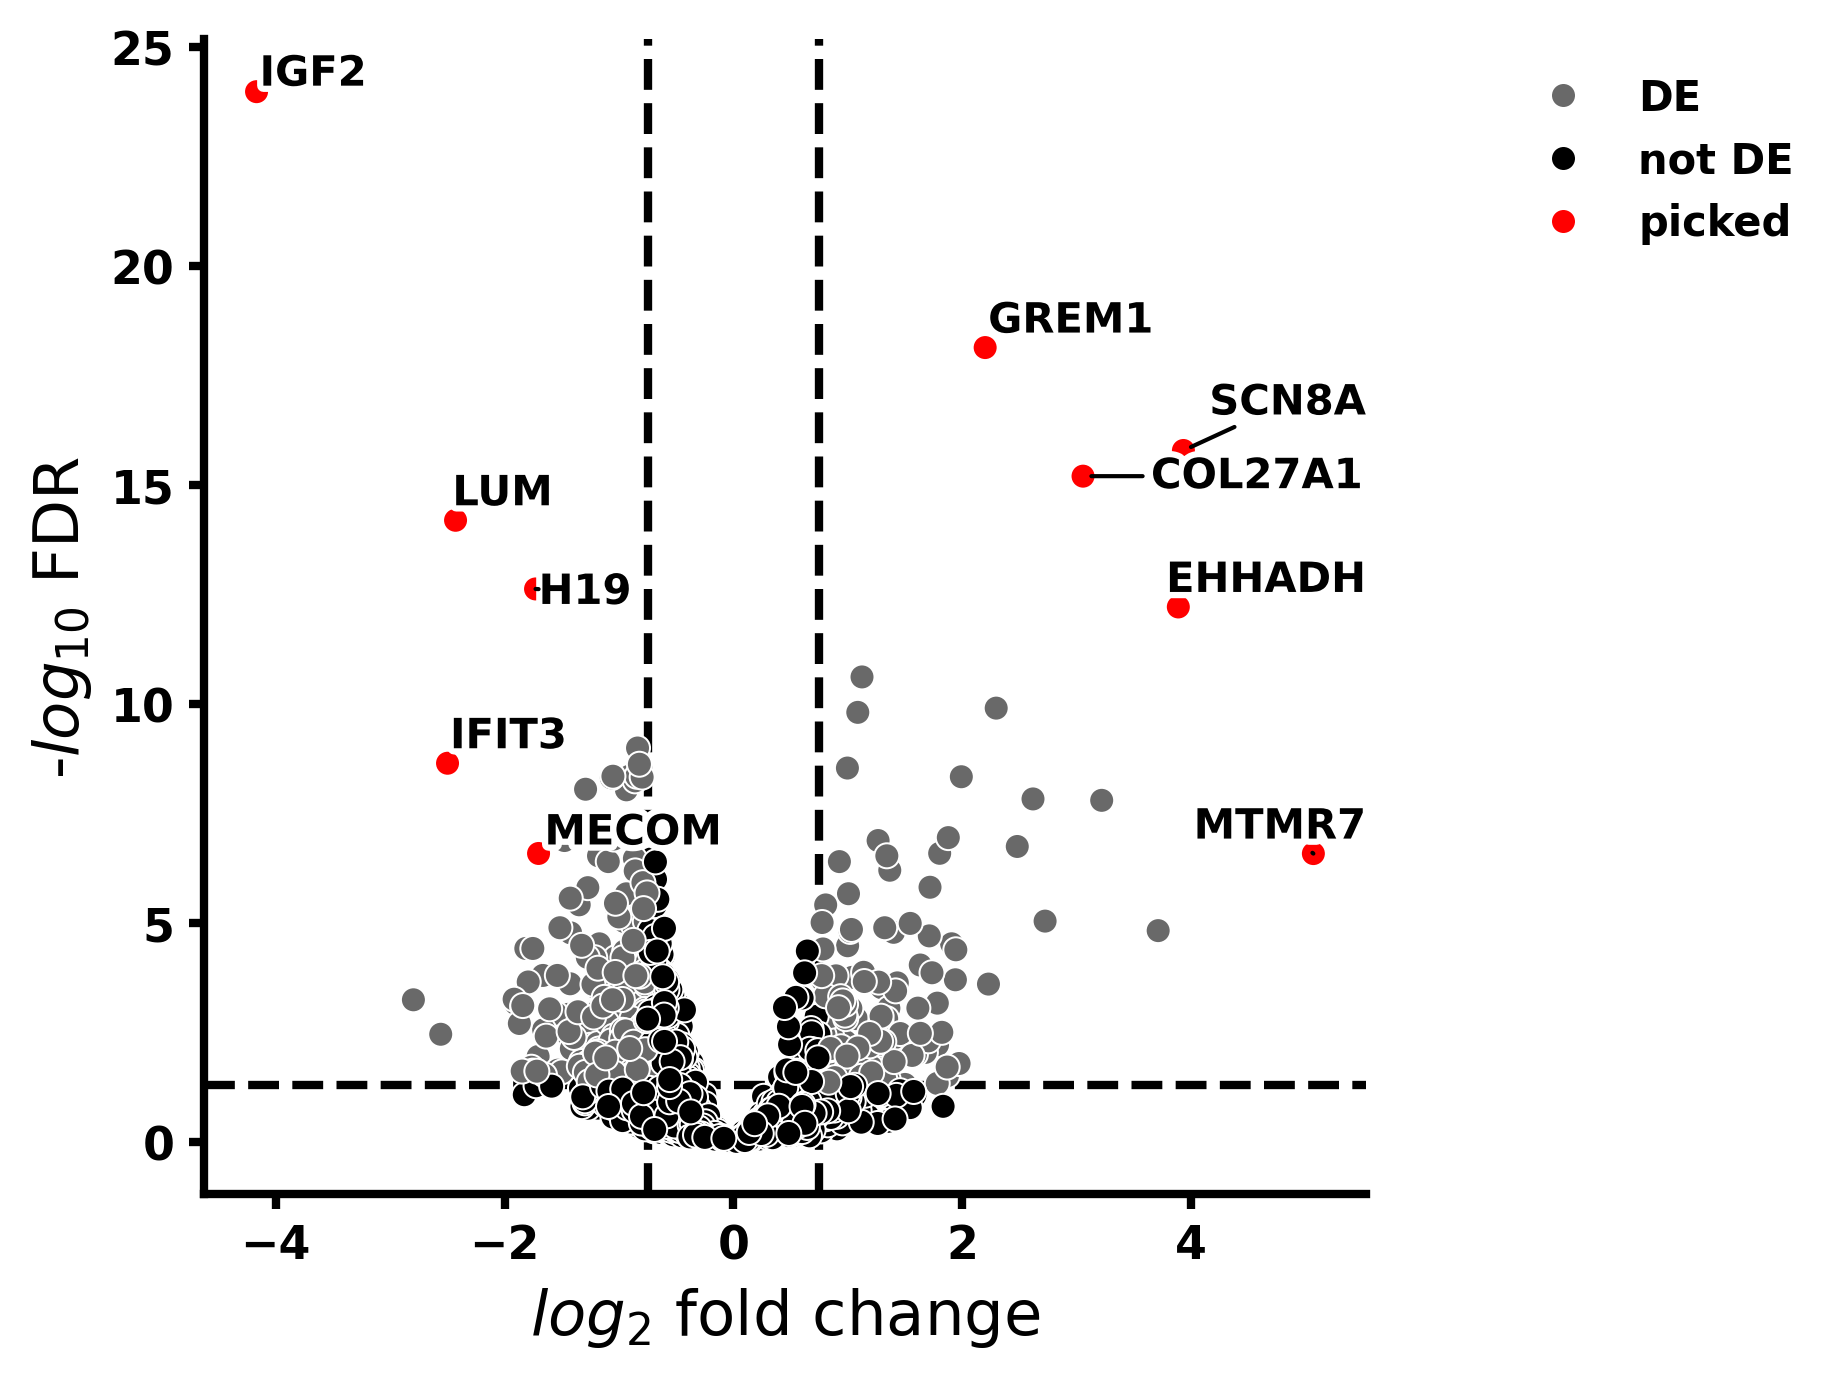 25
20
15
10
5
0
-log10 FDR
IGF2
GREM1
SCN8A
COL27A1
LUM
H19
EHHADH
IFIT3
MECOM
MTMR7
−4
−2
0
2
4
log2 fold change
DE
not DE
picked